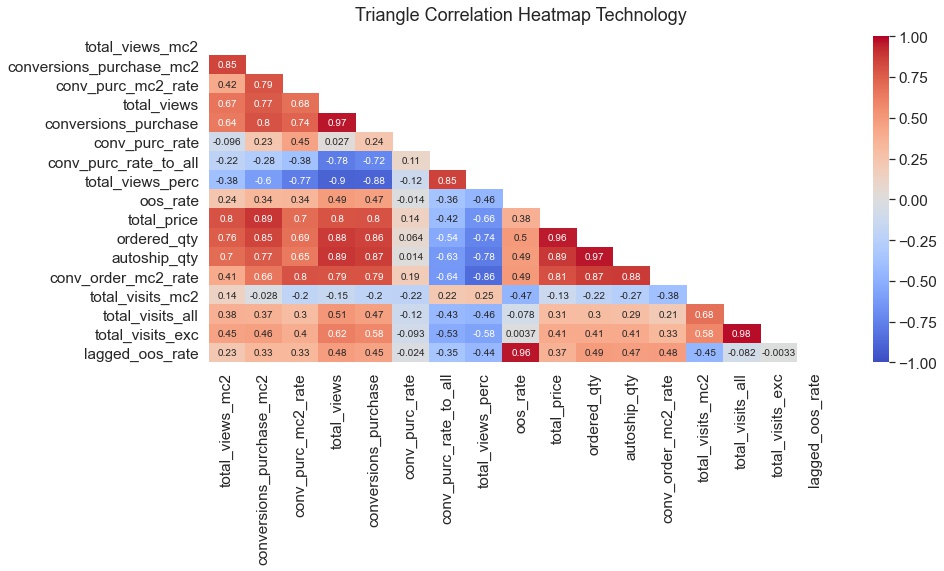 Triangle Correlation Heatmap Technology
total_views_mc2
conversions_purchase_mc2 0.85
conv_purc_mc2_rate 0.42 0.79
total_views 0.67 0.77 0.68
conversions_purchase 0.64 0.8 0.74 0.97
conv_purc_rate -0.096 0.23 0.45 0.027 0.24
conv_purc_rate_to_all -0.22 -0.28 -0.38 -0.78 -0.72 0.11
total_views_perc -0.38 -0.6 -0.77 -0.9 -0.88 -0.12 0.85
oos_rate 0.24 0.34 0.34 0.49 0.47 -0.014 -0.36 -0.46
total_price 0.8 0.89 0.7 0.8 0.8 0.14 -0.42 -0.66 0.38
ordered_qty 0.76 0.85 0.69 0.88 0.86 0.064 -0.54 -0.74 0.5 0.96
autoship_qty 0.7 0.77 0.65 0.89 0.87 0.014 -0.63 -0.78 0.49 0.89 0.97
conv_order_mc2_rate 0.41 0.66 0.8 0.79 0.79 0.19 -0.64 -0.86 0.49 0.81 0.87 0.88
total_visits_mc2 0.14 -0.028 -0.2 -0.15 -0.2 -0.22 0.22 0.25 -0.47 -0.13 -0.22 -0.27 -0.38
total_visits_all 0.38 0.37 0.3 0.51 0.47 -0.12 -0.43 -0.46 -0.078 0.31 0.3 0.29 0.21 0.68
total_visits_exc 0.45 0.46 0.4 0.62 0.58 -0.093 -0.53 -0.58 0.0037 0.41 0.41 0.41 0.33 0.58 0.98
lagged_oos_rate 0.23 0.33 0.33 0.48 0.45 -0.024 -0.35 -0.44 0.96 0.37 0.49 0.47 0.48 -0.45 -0.082 -0.0033
total_views_mc2
conversions_purchase_mc2
conv_purc_mc2_rate
total_views
conversions_purchase
conv_purc_rate
conv_purc_rate_to_all
total_views_perc
oos_rate
total_price
ordered_qty
autoship_qty
conv_order_mc2_rate
total_visits_mc2
total_visits_all
total_visits_exc
lagged_oos_rate
1.00
0.75
0.50
0.25
0.00
−0.25
−0.50
−0.75
−1.00